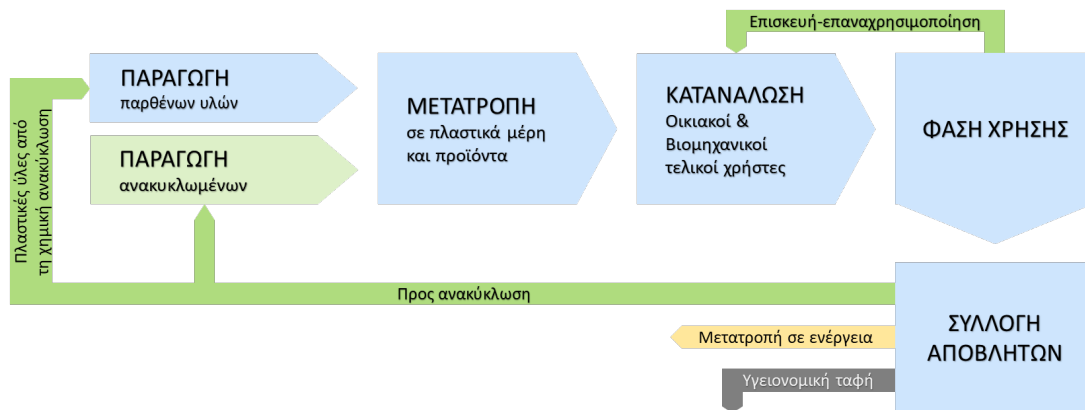 Επισκευή-επαναχρησιμοποίηση
ΠΑΡΑΓΩΓΗ
παρθένων υλών
ΜΕΤΑΤΡΟΠΗ
σε πλαστικά μέρη
και προϊόντα
ΚΑΤΑΝΑΛΩΣΗ
Οικιακοί &
Βιομηχανικοί
τελικοί χρήστες
ΦΑΣΗ ΧΡΗΣΗΣ
ΠΑΡΑΓΩΓΗ
ανακυκλωμένων
Πλαστικές ύλες από
τη χημική ανακύκλωση
Προς ανακύκλωση
ΣΥΛΛΟΓΗ
ΑΠΟΒΛΗΤΩΝ
Μετατροπή σε ενέργεια
Υγειονομική ταφή